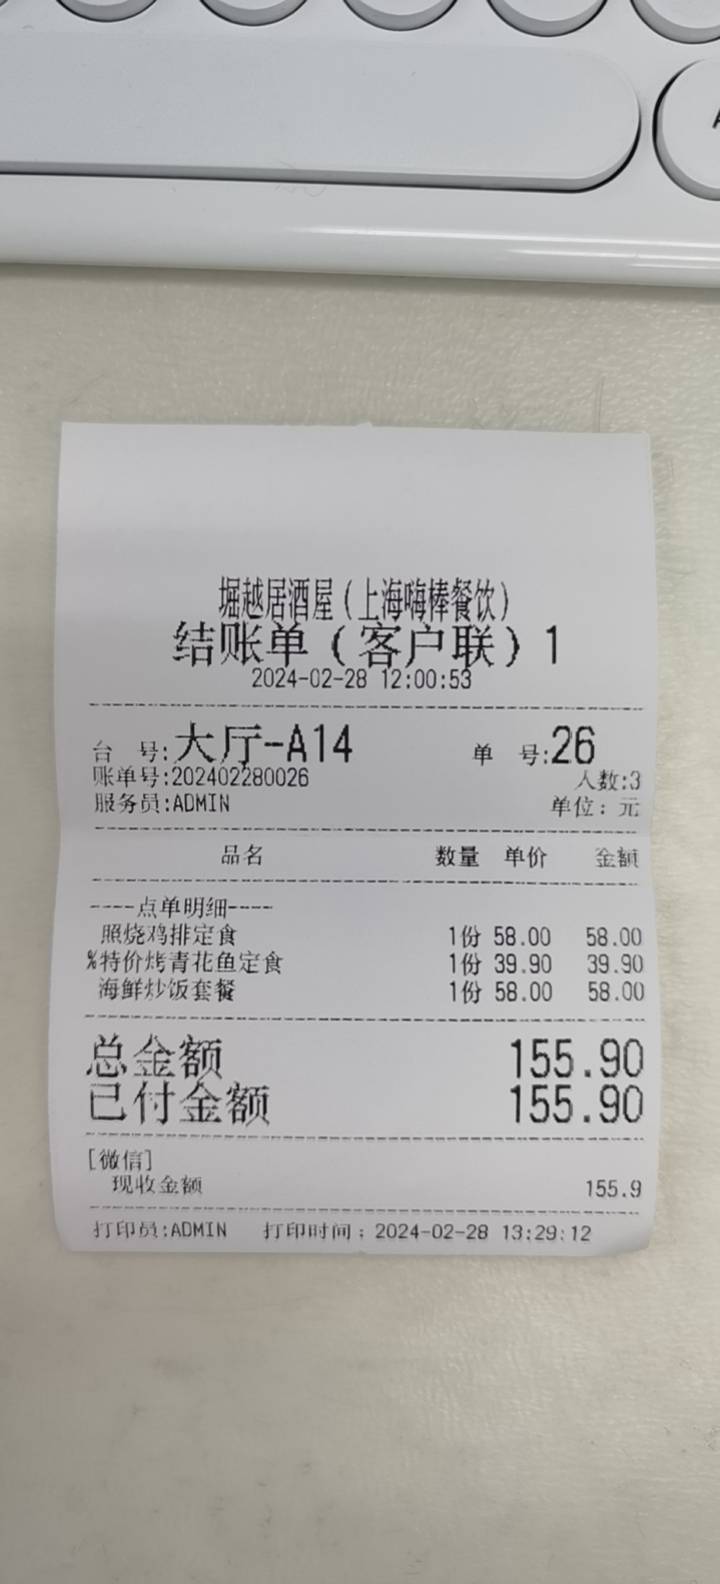 堀越居酒屋（上海嗨棒餐饮）
结账单（客户联）1
2024-02-28 12:00:53
台 号:大厅-A14 单 号:26
账单号:202402280026 人数:3
服务员:ADMIN 单位：元
品名 数量 单价 金额
----点单明细----
照烧鸡排定食 1份 58.00 58.00
%特价烤青花鱼定食 1份 39.90 39.90
海鲜炒饭套餐 1份 58.00 58.00
总金额 155.90
已付金额 155.90
[微信]
现收金额 155.9
打印员:ADMIN 打印时间：2024-02-28 13:29:12